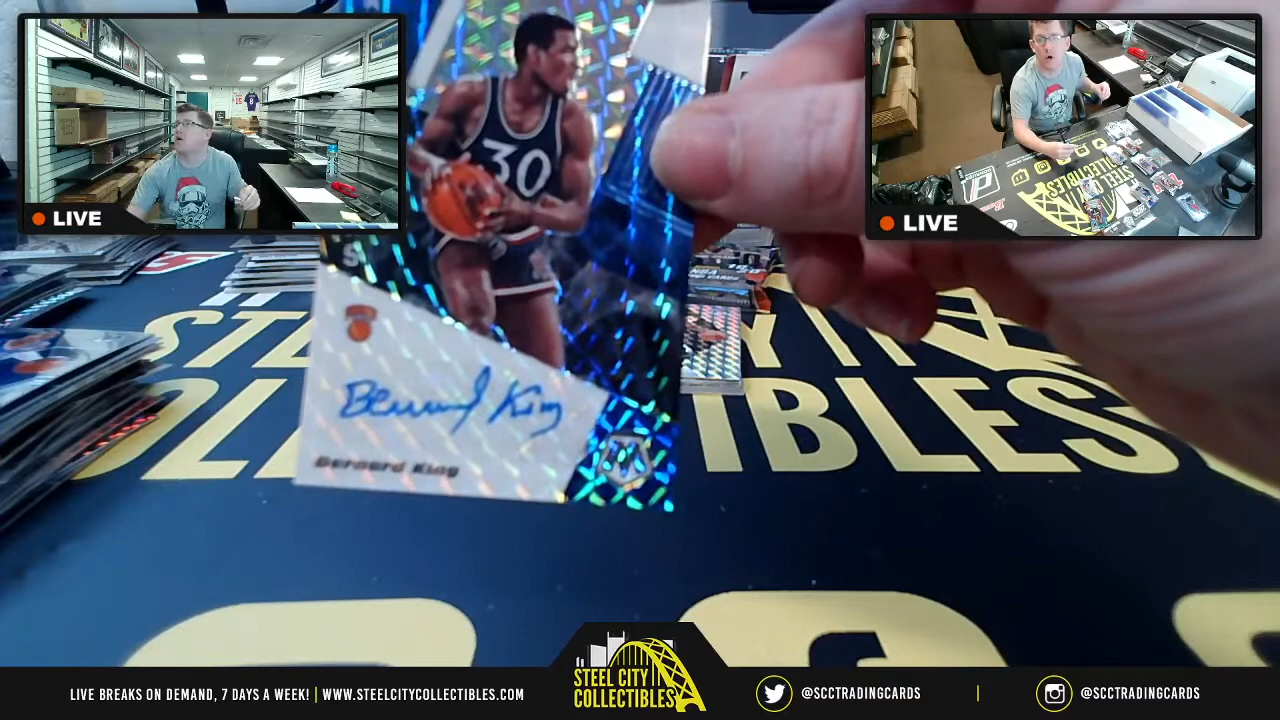 LIVE
LIVE
30
Bernard King
Bernard King
STEEL CITY
COLLECTIBLES
LIVE BREAKS ON DEMAND, 7 DAYS A WEEK! | WWW.STEELCITYCOLLECTIBLES.COM
STEEL CITY
COLLECTIBLES
@SCCTRADINGCARDS
@SCCTRADINGCARDS